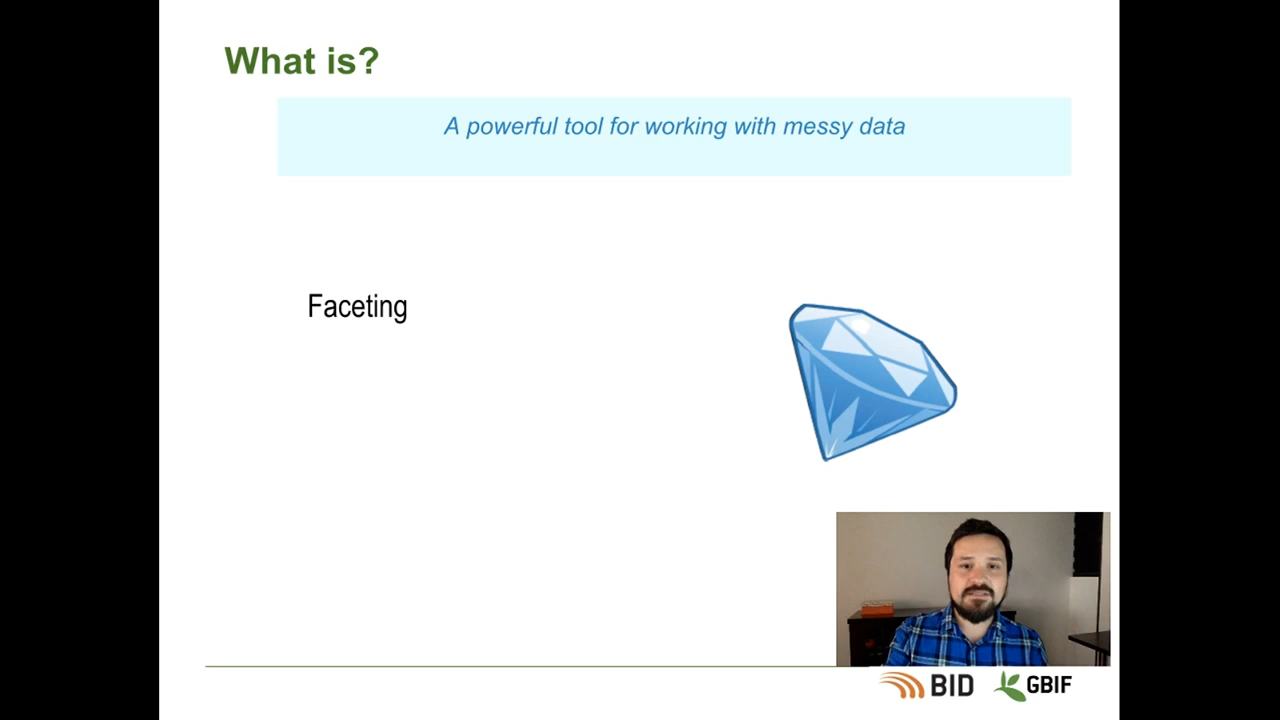 What is?
A powerful tool for working with messy data
Faceting
BID
GBIF